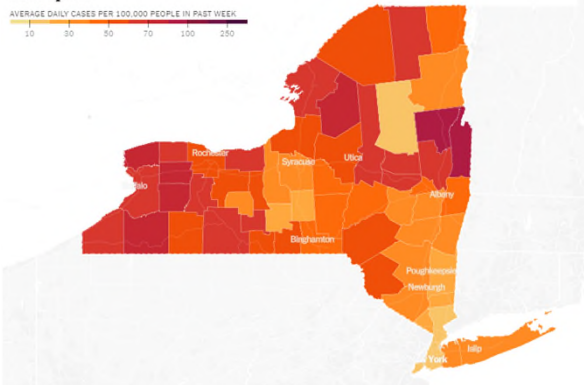 AVERAGE DAILY CASES PER 100,000 PEOPLE IN PAST WEEK
10 30 50 70 100 250
Rochester
Syracuse
Utica
alo
Albany
Binghamton
Poughkeepsie
Newburgh
Islip
York